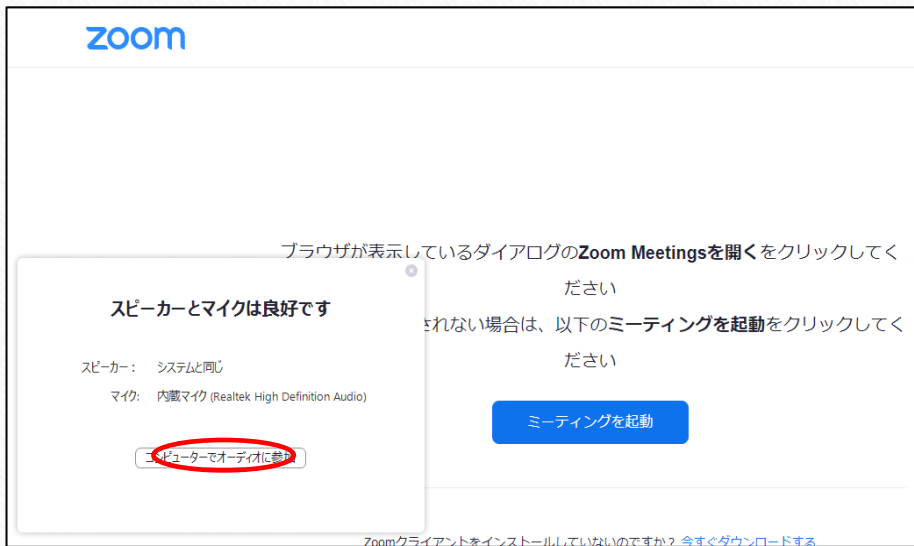 zoom
ブラウザが表示しているダイアログのZoom Meetingsを開くをクリックしてく
ださい
されない場合は、以下のミーティングを起動をクリックしてく
ださい
ミーティングを起動
スピーカーとマイクは良好です
スピーカー： システムと同じ
マイク: 内蔵マイク (Realtek High Definition Audio)
コンピューターでオーディオに参加
Zoomクライアントをインストールしていないのですか？ 今すぐダウンロードする